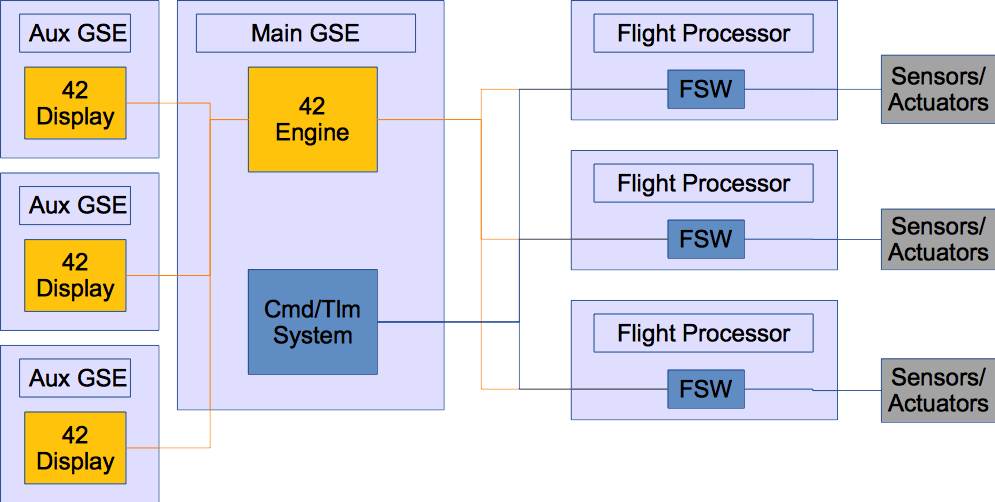 Aux GSE
42
Display
Aux GSE
42
Display
Aux GSE
42
Display
Main GSE
42
Engine
Cmd/Tlm
System
Flight Processor
FSW
Sensors/
Actuators
Flight Processor
FSW
Sensors/
Actuators
Flight Processor
FSW
Sensors/
Actuators